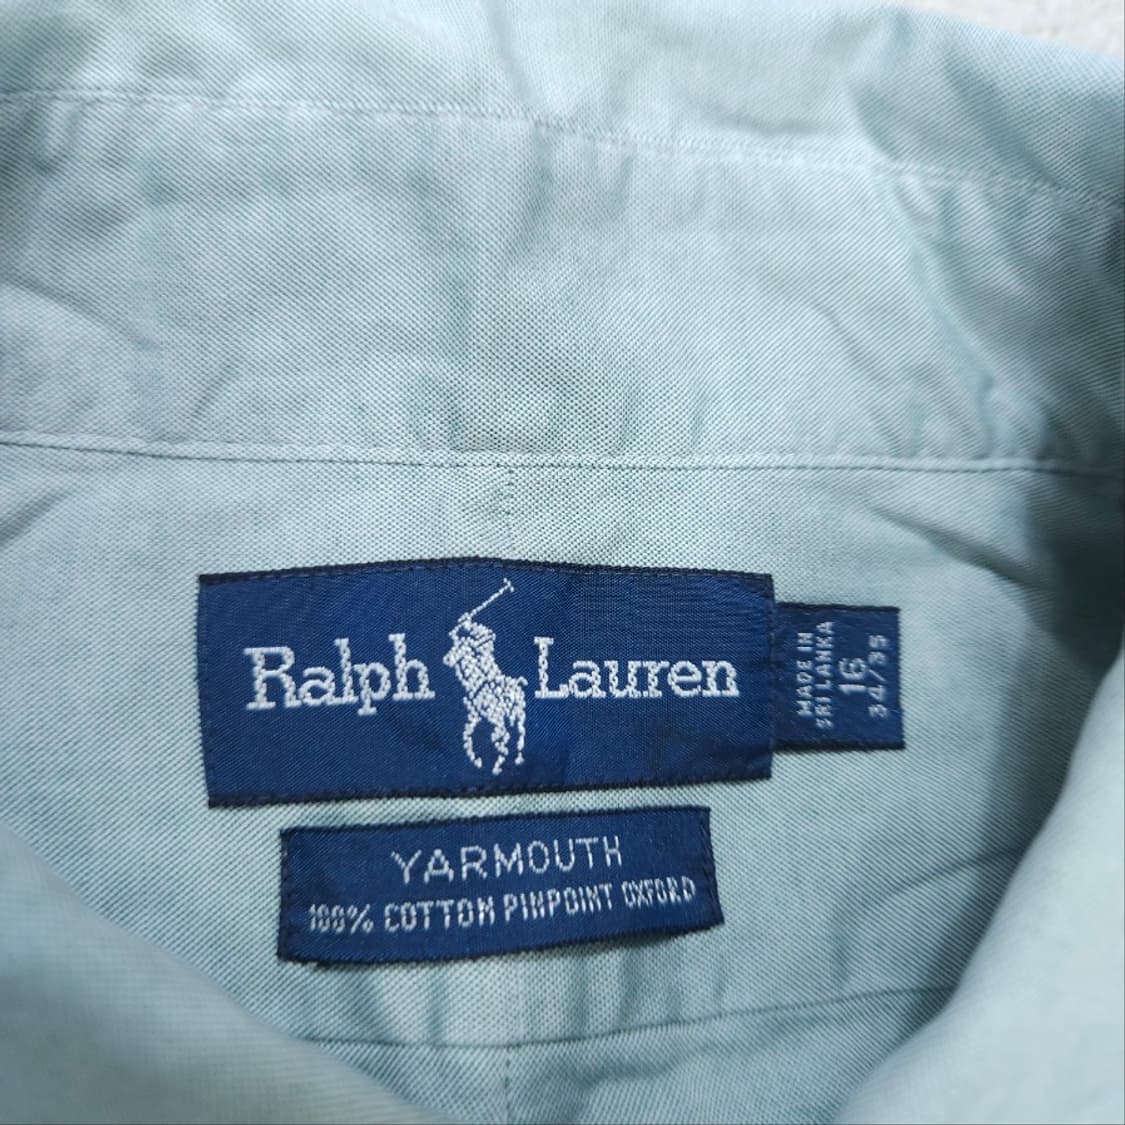 Ralph Lauren
MADE IN
SRI LANKA
16
34/35
YARMOUTH
100% COTTON PINPOINT OXFORD